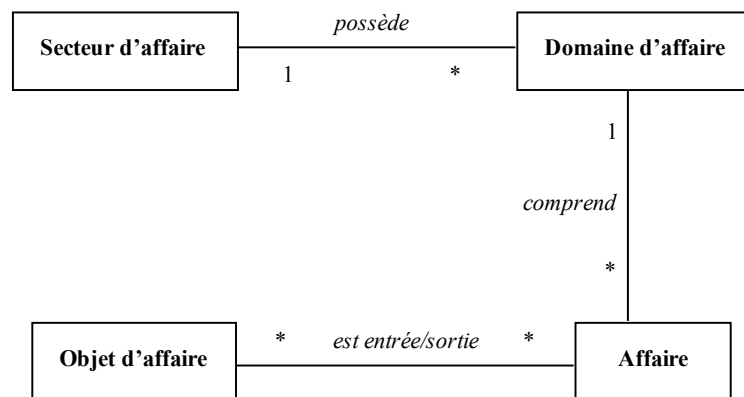 possède
Secteur d’affaire
Domaine d’affaire
1
*
1
comprend
*
*
est entrée/sortie
*
Objet d’affaire
Affaire